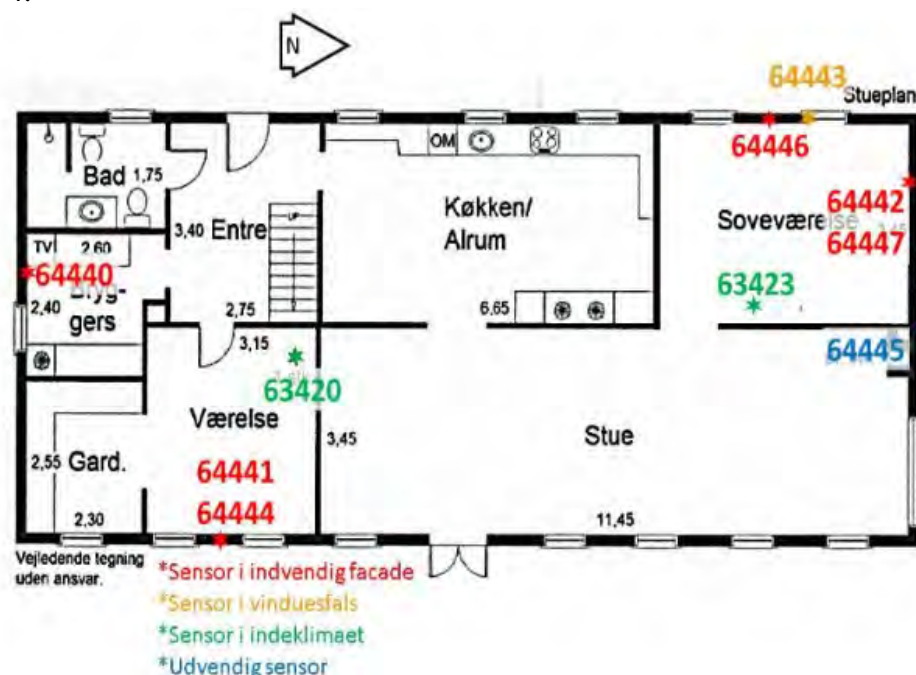 N
64443
Stueplan
64446
OM
Bad 1,75
Køkken/
Alrum
64442
Soveværelse
64447
3,40 Entre
UP
TV 2,60
64440
Bryg-
gers
2,40
2,75
6,65
63423
3,15
64445
63420
Værelse
3,45
Stue
2,55 Gard.
64441
64444
2,30
11,45
Vejledende tegning
uden ansvar.
*Sensor i indvendig facade
*Sensor i vinduesfals
*Sensor i indeklimaet
*Udvendig sensor